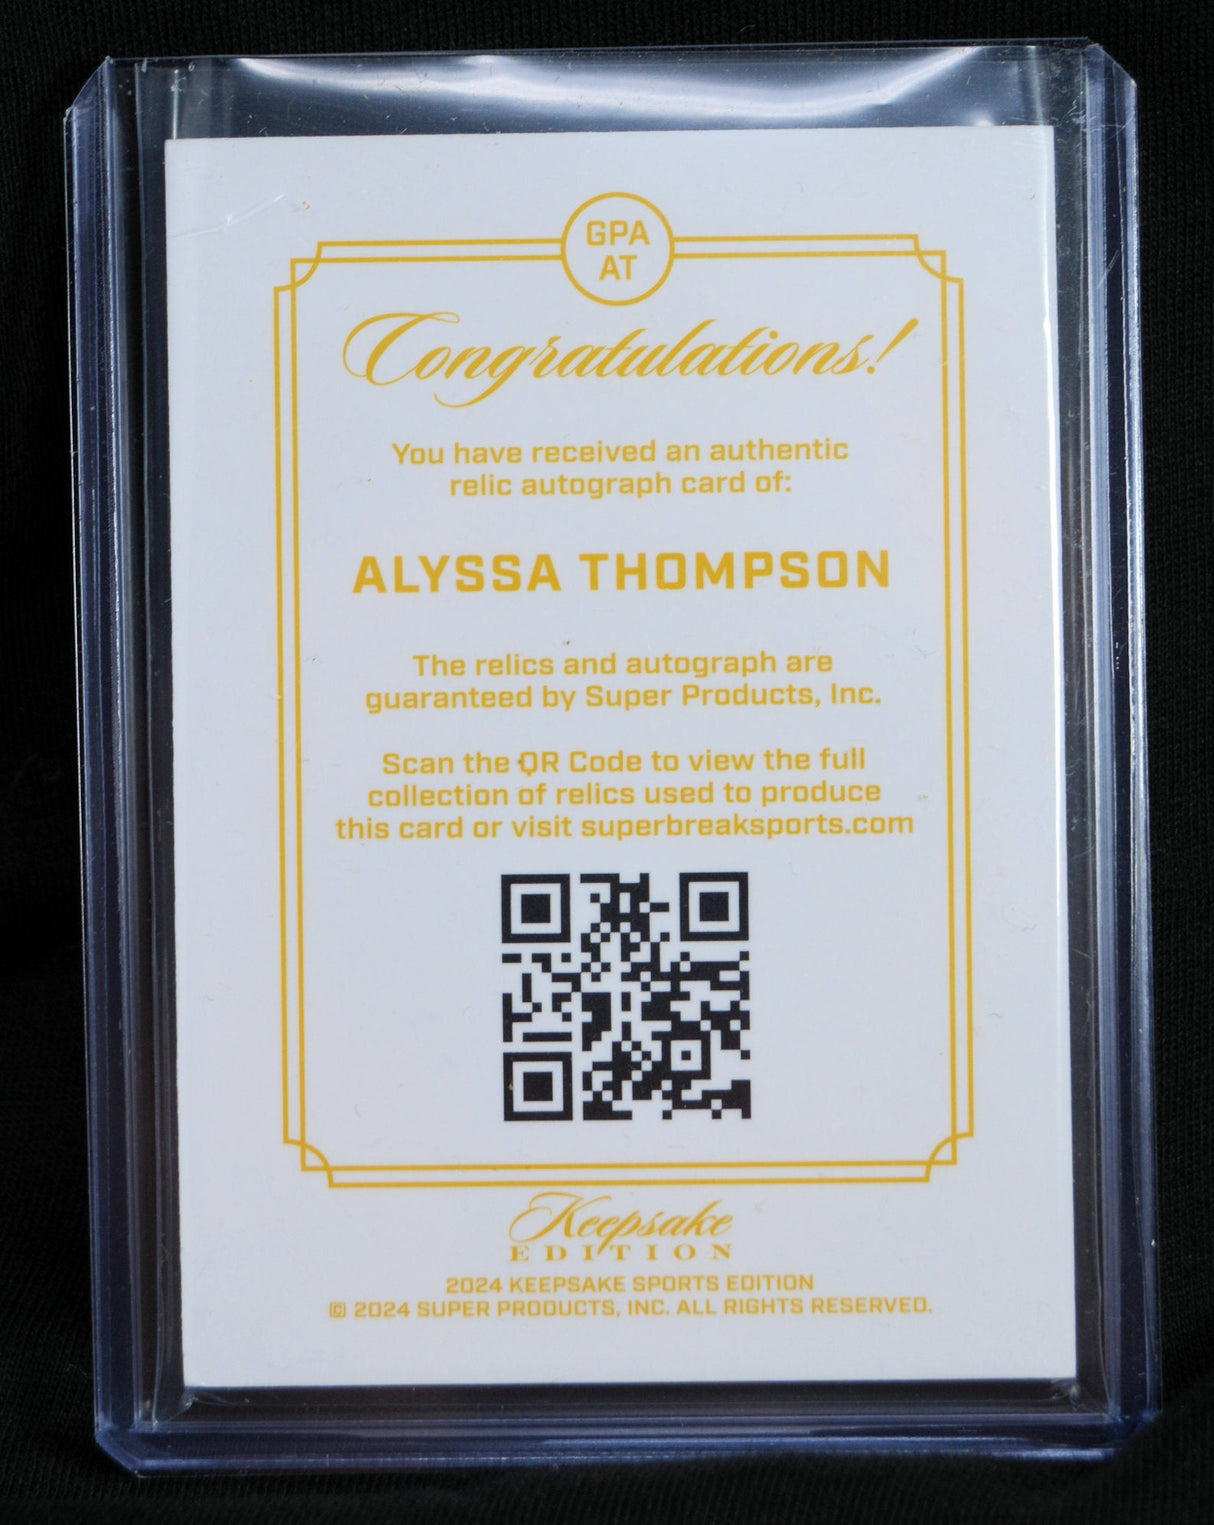 GPA
AT
Congratulations!
You have received an authentic
relic autograph card of:
ALYSSA THOMPSON
The relics and autograph are
guaranteed by Super Products, Inc.
Scan the QR Code to view the full
collection of relics used to produce
this card or visit superbreaksports.com
Keepsake
EDITION
2024 KEEPSAKE SPORTS EDITION
© 2024 SUPER PRODUCTS, INC. ALL RIGHTS RESERVED.